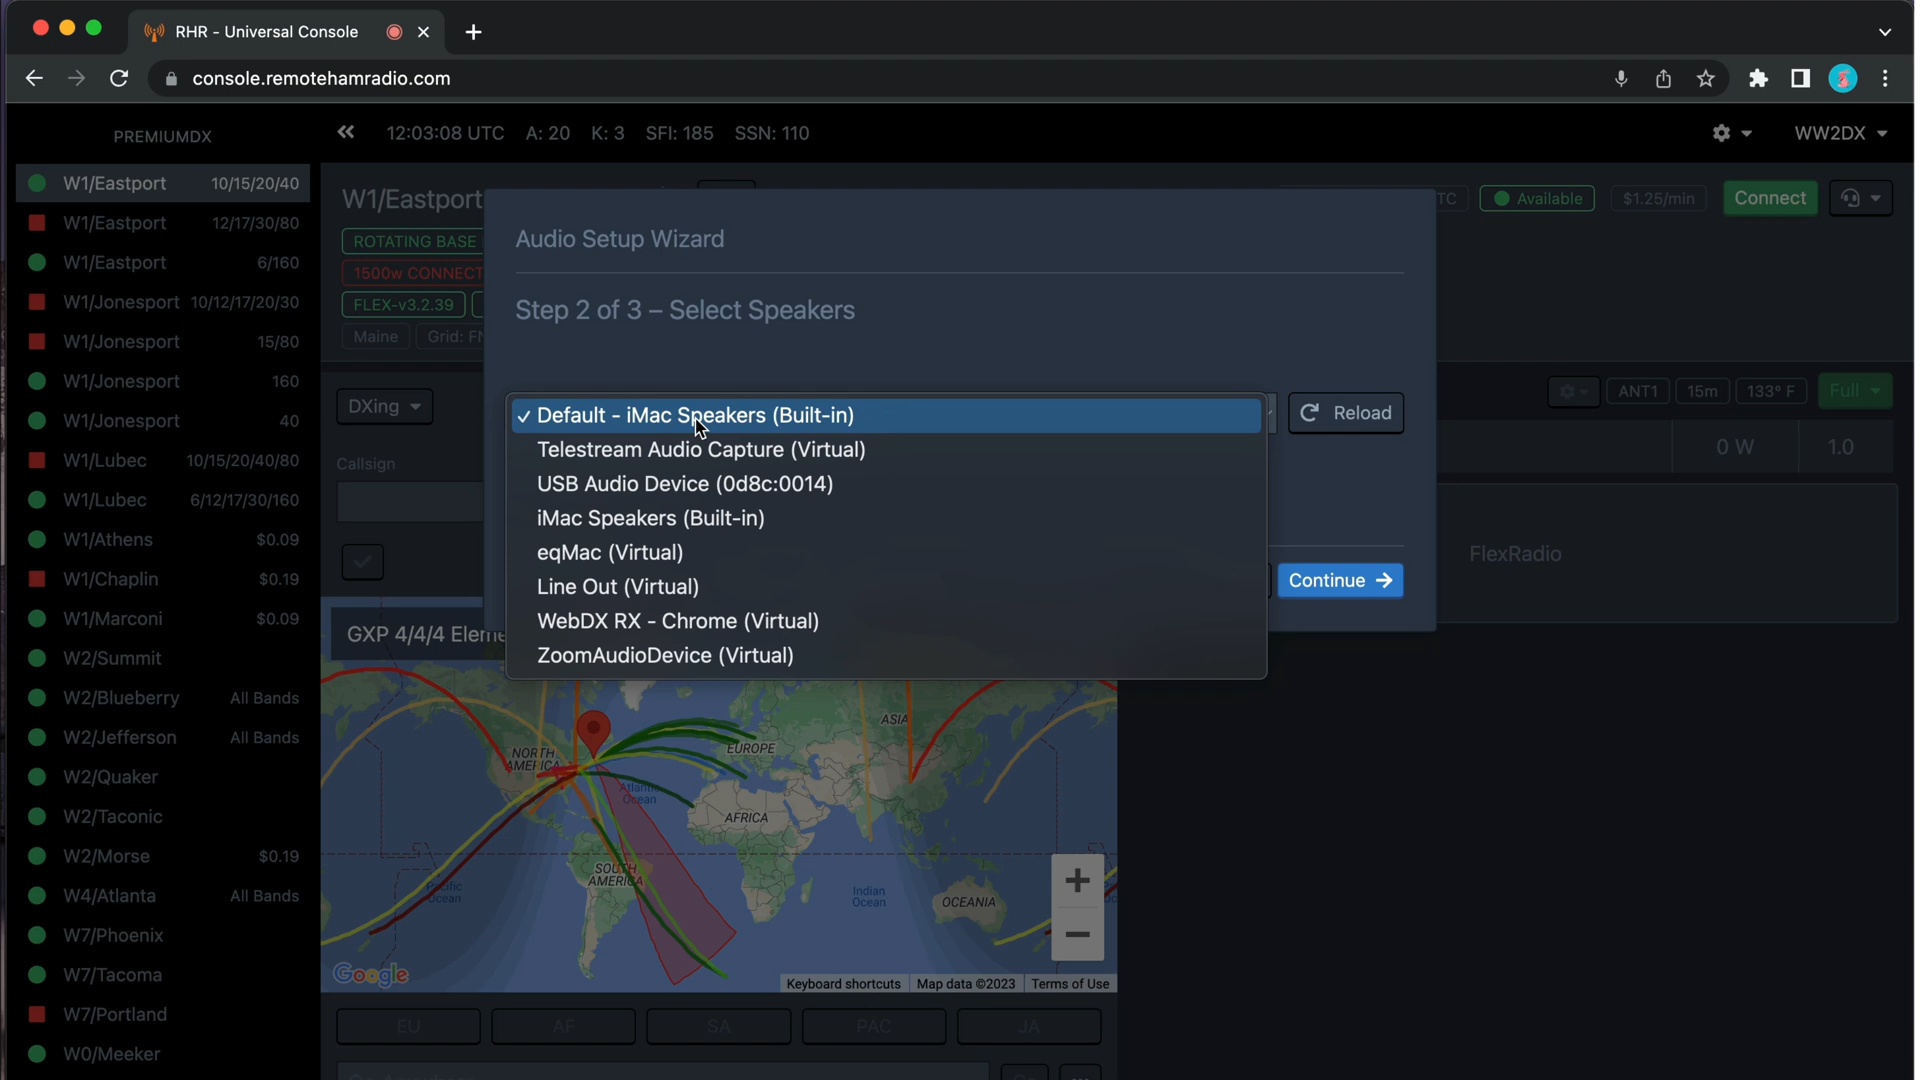 RHR - Universal Console
console.remotehamradio.com
PREMIUMDX
12:03:08 UTC A: 20 K: 3 SFI: 185 SSN: 110
WW2DX
W1/Eastport 10/15/20/40
W1/Eastport 12/17/30/80
W1/Eastport 6/160
W1/Jonesport 10/12/17/20/30
W1/Jonesport 15/80
W1/Jonesport 160
W1/Jonesport 40
W1/Lubec 10/15/20/40/80
W1/Lubec 6/12/17/30/160
W1/Athens $0.09
W1/Chaplin $0.19
W1/Marconi $0.09
W2/Summit
W2/Blueberry All Bands
W2/Jefferson All Bands
W2/Quaker
W2/Taconic
W2/Morse $0.19
W4/Atlanta All Bands
W7/Phoenix
W7/Tacoma
W7/Portland
W0/Meeker
W1/Eastport
TC
Available
$1.25/min
Connect
ROTATING BASE
1500w CONNECT
FLEX-v3.2.39
Maine
Grid: FN
Audio Setup Wizard
Step 2 of 3 – Select Speakers
✓ Default - iMac Speakers (Built-in)
Telestream Audio Capture (Virtual)
USB Audio Device (0d8c:0014)
iMac Speakers (Built-in)
eqMac (Virtual)
Line Out (Virtual)
WebDX RX - Chrome (Virtual)
ZoomAudioDevice (Virtual)
Reload
Continue →
DXing
Callsign
ANT1
15m
133° F
Full
0 W
1.0
FlexRadio
GXP 4/4/4 Eleme
NORTH
AMERICA
EUROPE
ASIA
Atlantic
Ocean
AFRICA
SOUTH
AMERICA
Pacific
Ocean
Indian
Ocean
OCEANIA
Google
Keyboard shortcuts
Map data ©2023
Terms of Use
EU
AF
SA
PAC
JA